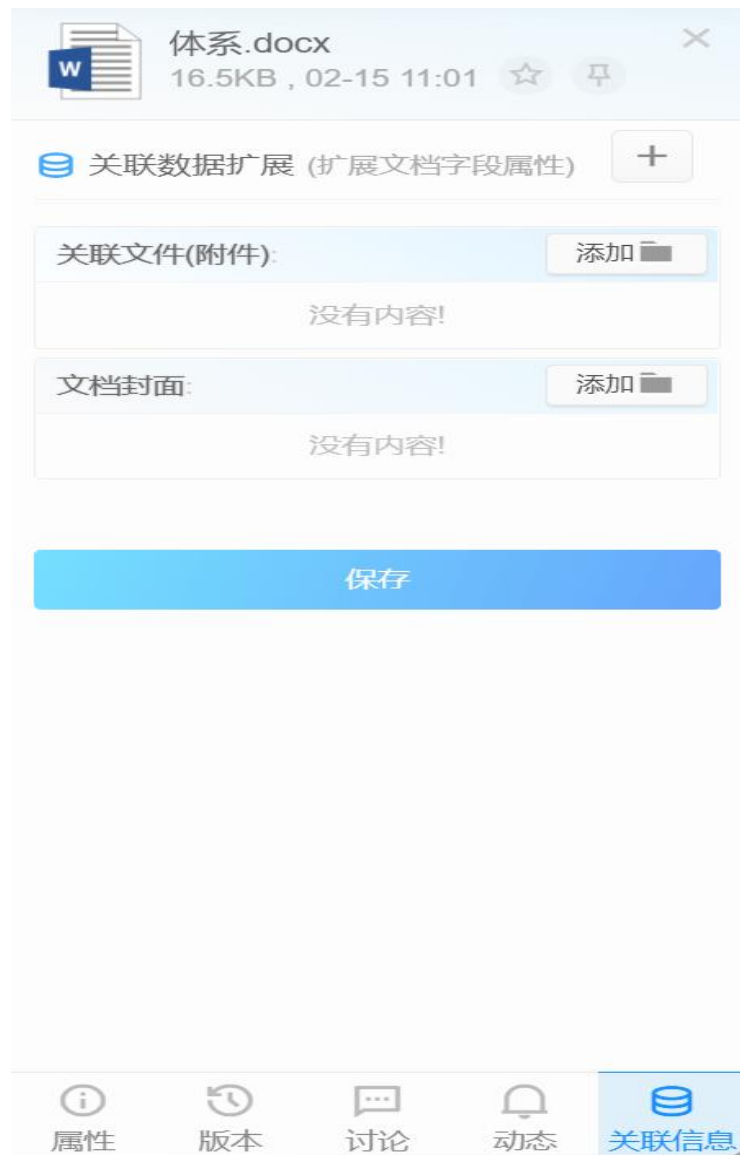 体系.docx
16.5KB , 02-15 11:01
关联数据扩展 (扩展文档字段属性)
关联文件(附件):
添加
没有内容!
文档封面:
添加
没有内容!
保存
属性 版本 讨论 动态 关联信息